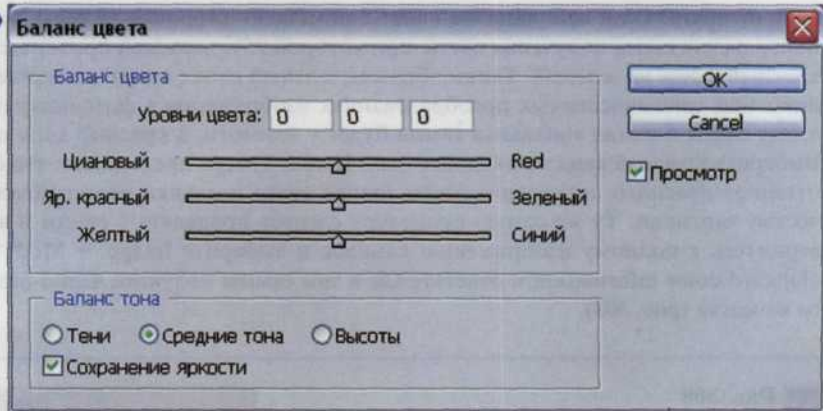 Баланс цвета
Баланс цвета
Уровни цвета: 0 0 0
Циановый Red
Яр. красный Зеленый
Желтый Синий
OK
Cancel
Просмотр
Баланс тона
Тени Средние тона Высоты
Сохранение яркости